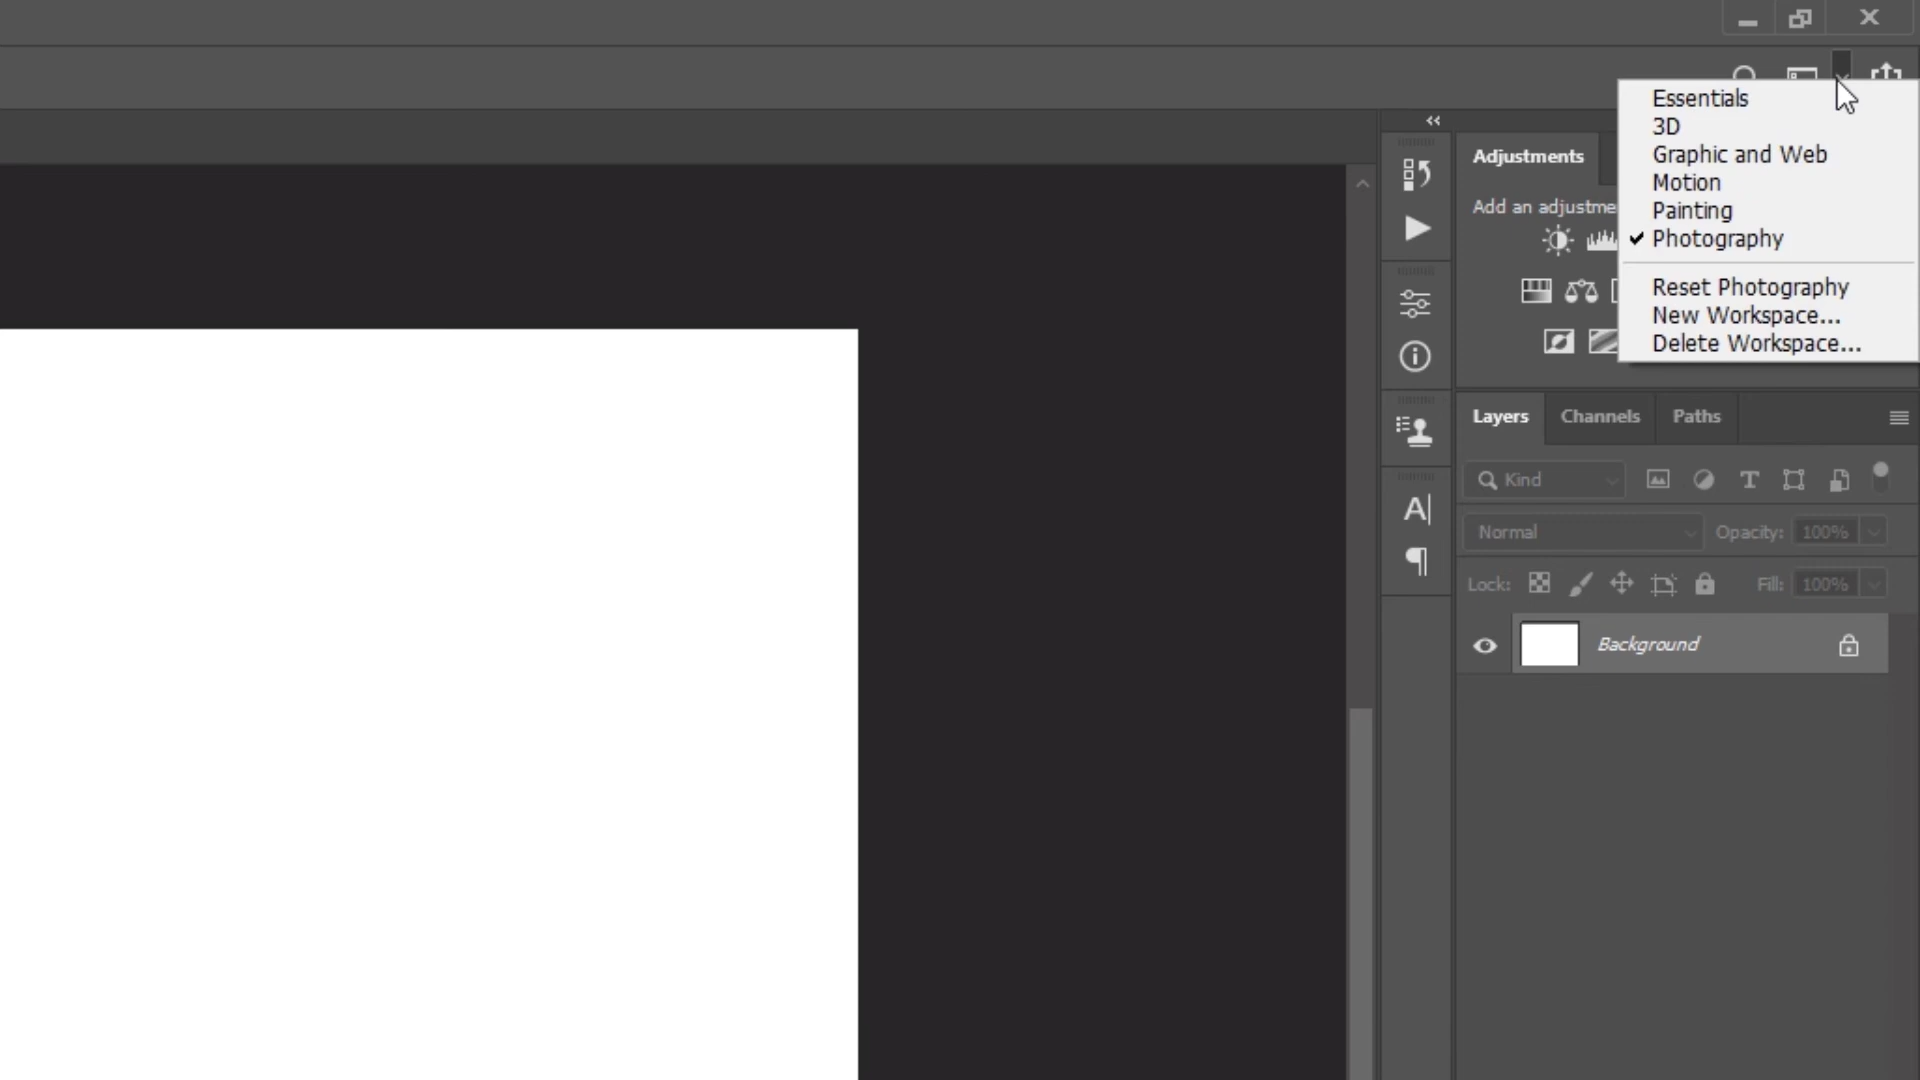 Essentials
3D
Graphic and Web
Motion
Painting
Photography
Reset Photography
New Workspace...
Delete Workspace...
Adjustments
Add an adjustme
Layers
Channels
Paths
Kind
Normal
Opacity: 100%
Lock:
Fill: 100%
Background